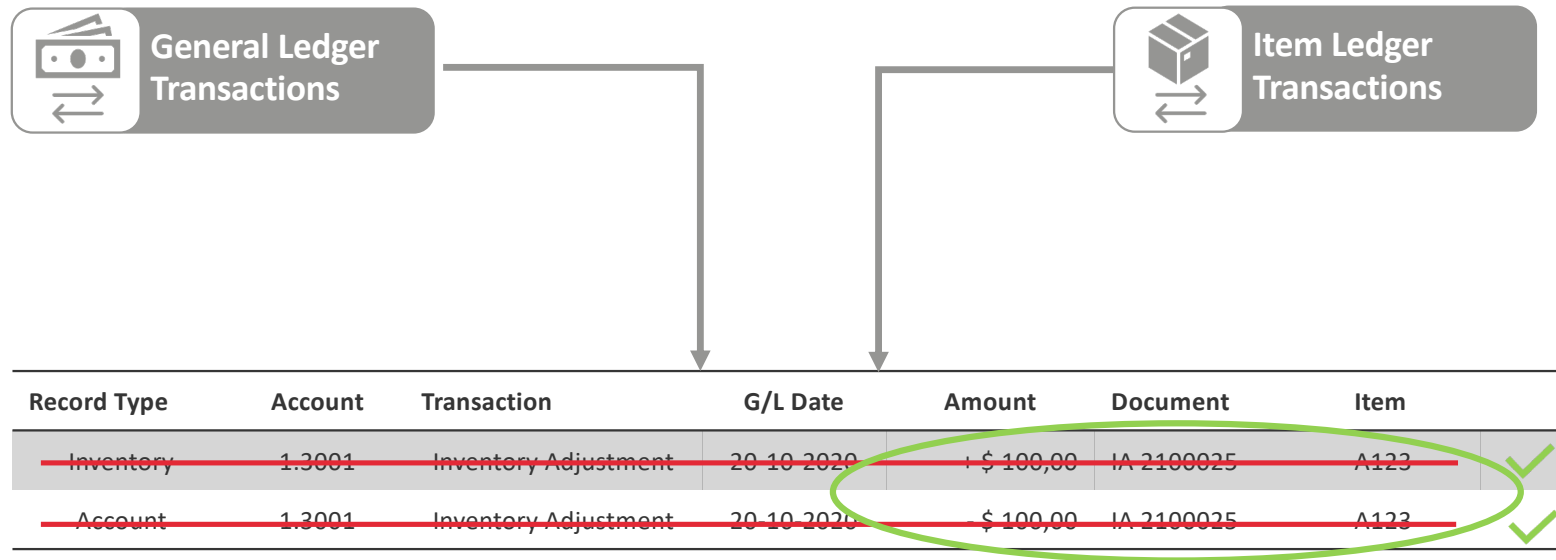 General Ledger
Transactions
Item Ledger
Transactions
Record Type Account Transaction G/L Date Amount Document Item
Inventory 1.3001 Inventory Adjustment 20-10-2020 + $ 100,00 IA 2100025 A123
Account 1.3001 Inventory Adjustment 20-10-2020 - $ 100,00 IA 2100025 A123